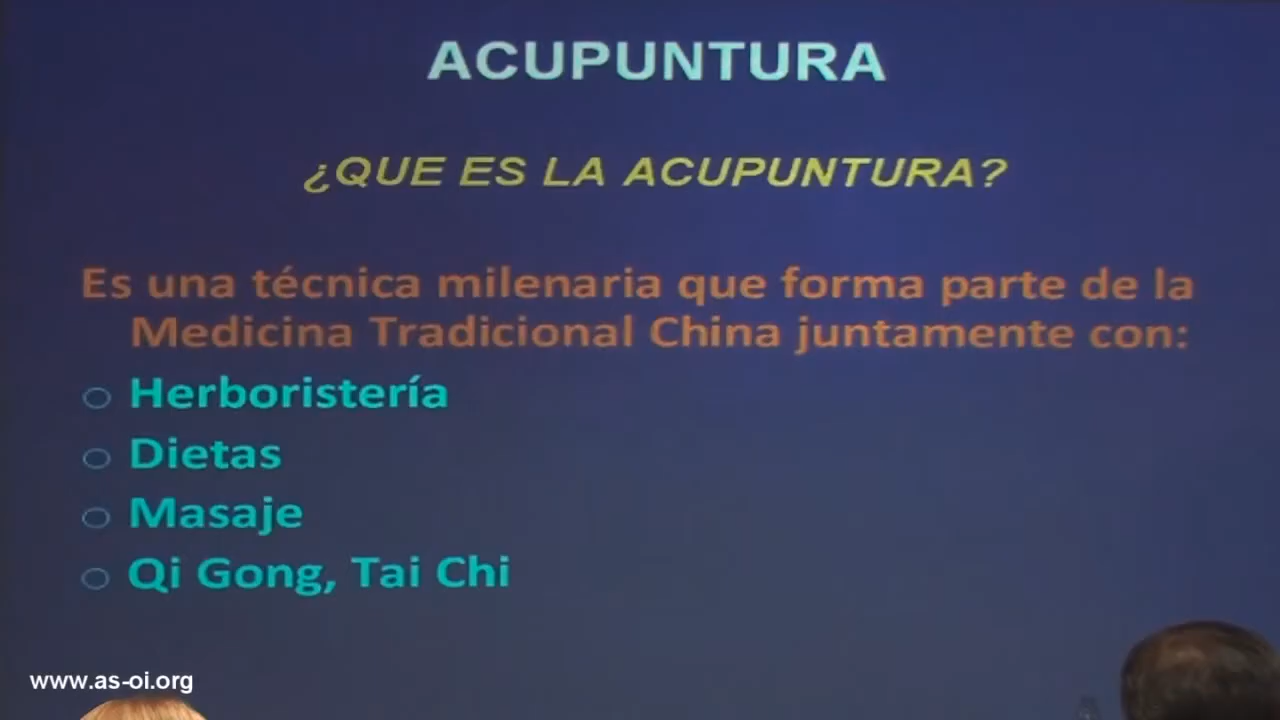 ACUPUNTURA
¿QUE ES LA ACUPUNTURA?
Es una técnica milenaria que forma parte de la
Medicina Tradicional China juntamente con:
Herboristería
Dietas
Masaje
Qi Gong, Tai Chi
www.as-oi.org